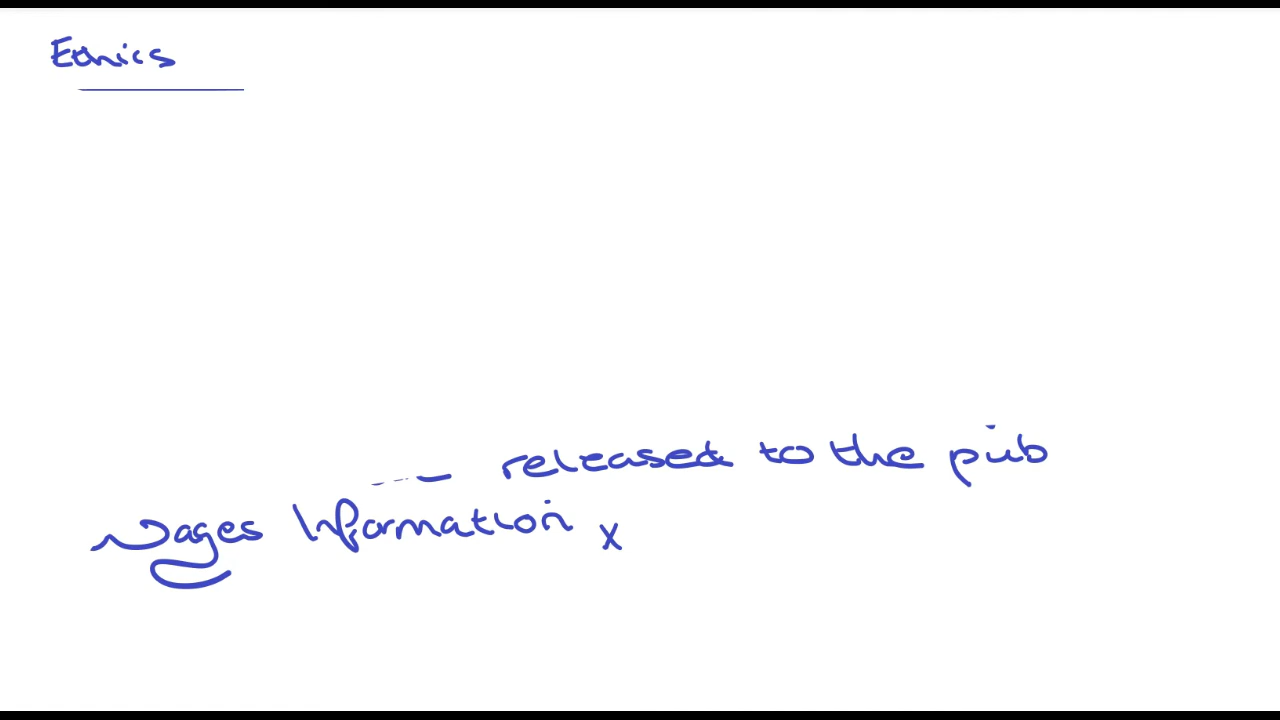 Ethics
released to the pub
Wages Information x